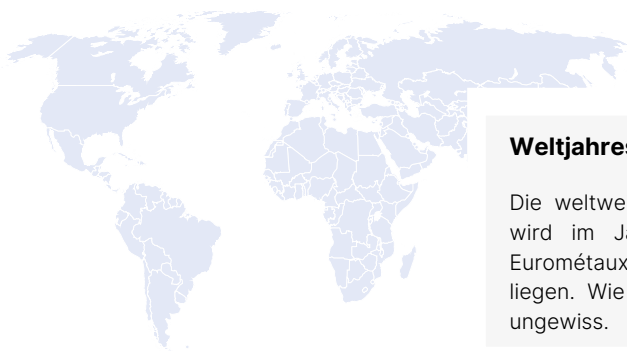 Weltjahres
Die weltwe
wird im Ja
Eurométaux
liegen. Wie
ungewiss.